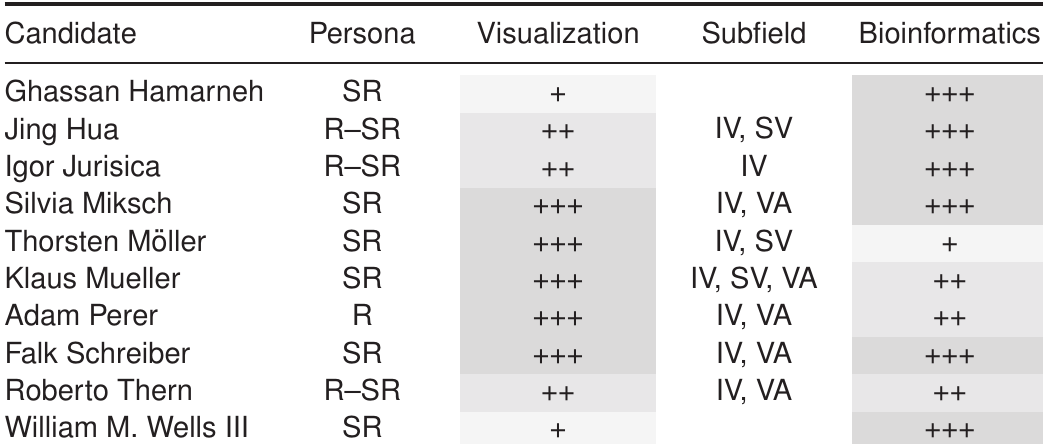 Candidate Persona Visualization Subfield Bioinformatics
Ghassan Hamarneh SR + +++
Jing Hua R–SR ++ IV, SV +++
Igor Jurisica R–SR ++ IV +++
Silvia Miksch SR +++ IV, VA +++
Thorsten Möller SR +++ IV, SV +
Klaus Mueller SR +++ IV, SV, VA ++
Adam Perer R +++ IV, VA ++
Falk Schreiber SR +++ IV, VA +++
Roberto Thern R–SR ++ IV, VA ++
William M. Wells III SR + +++